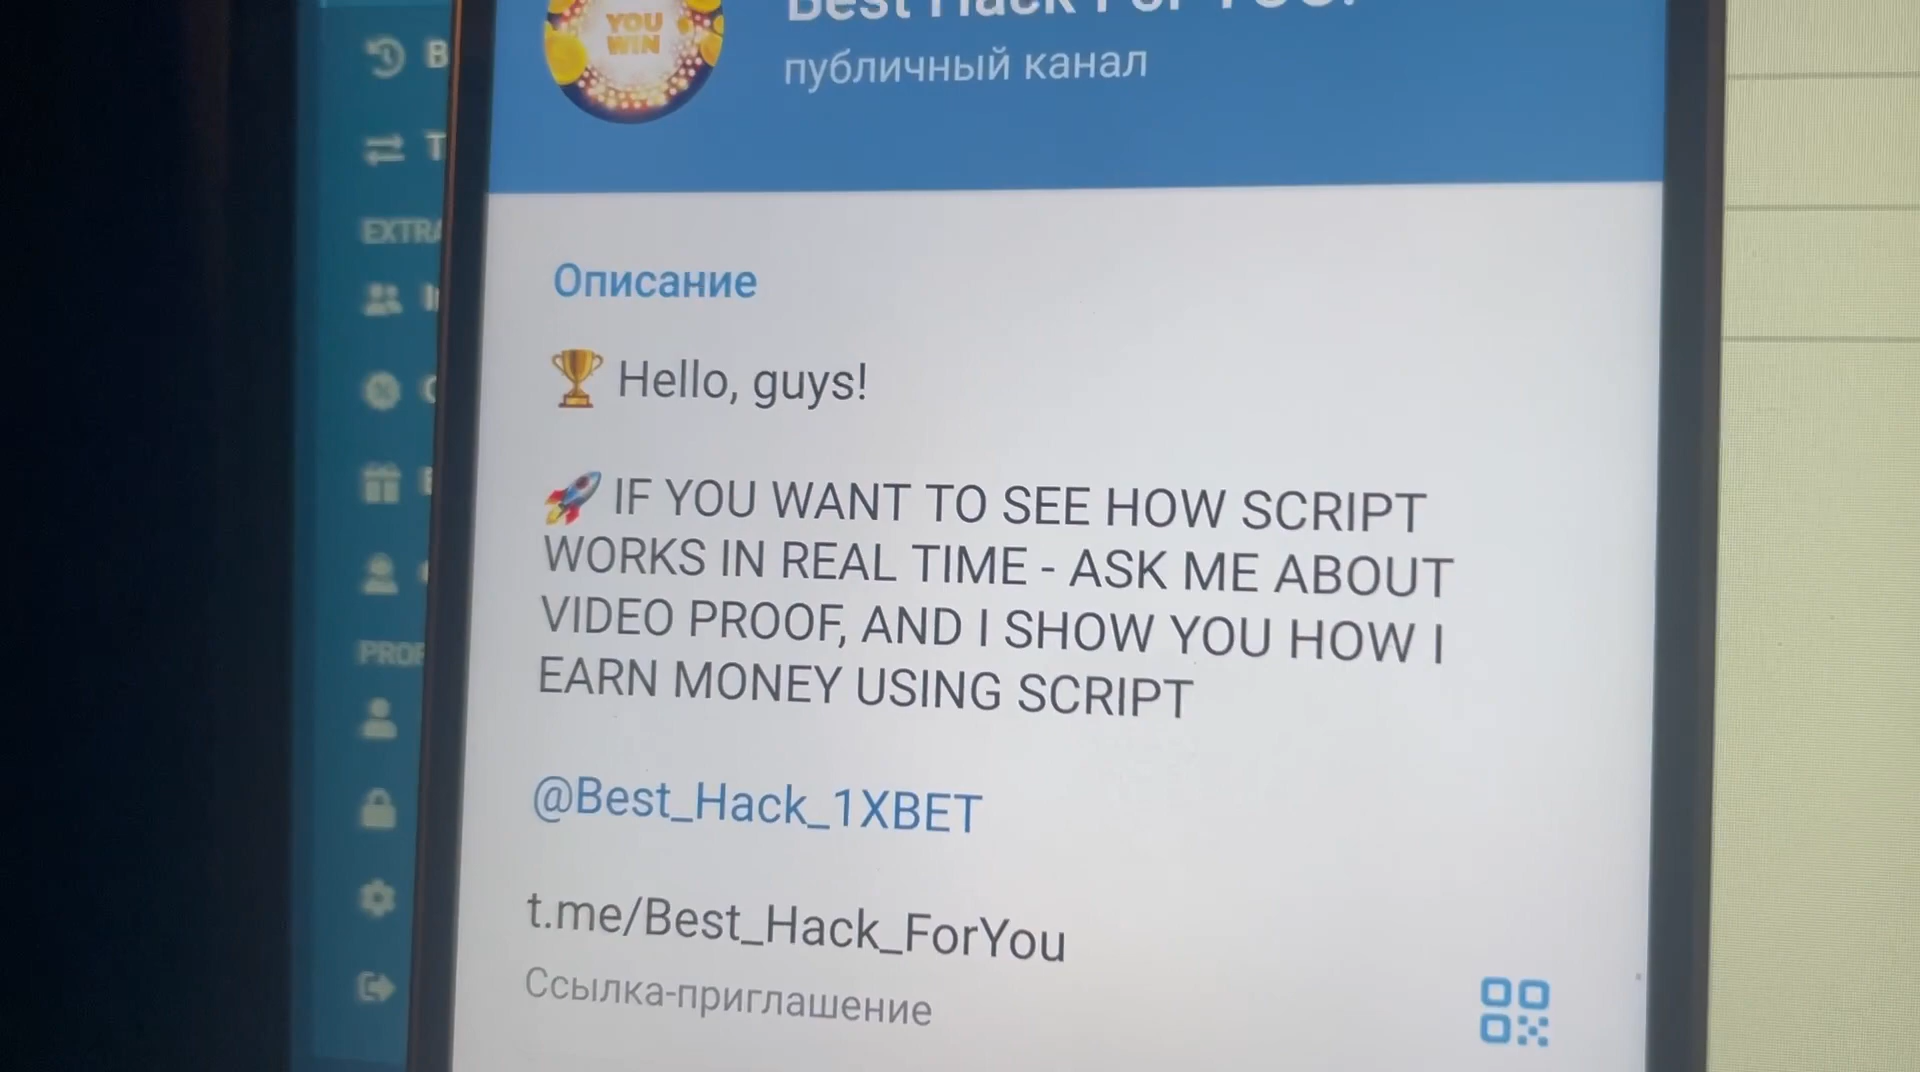 YOU
WIN
Best Hack For YOU!
публичный канал
EXTRA
Описание
Hello, guys!
IF YOU WANT TO SEE HOW SCRIPT
WORKS IN REAL TIME - ASK ME ABOUT
VIDEO PROOF, AND I SHOW YOU HOW I
EARN MONEY USING SCRIPT
@Best_Hack_1XBET
t.me/Best_Hack_ForYou
Ссылка-приглашение